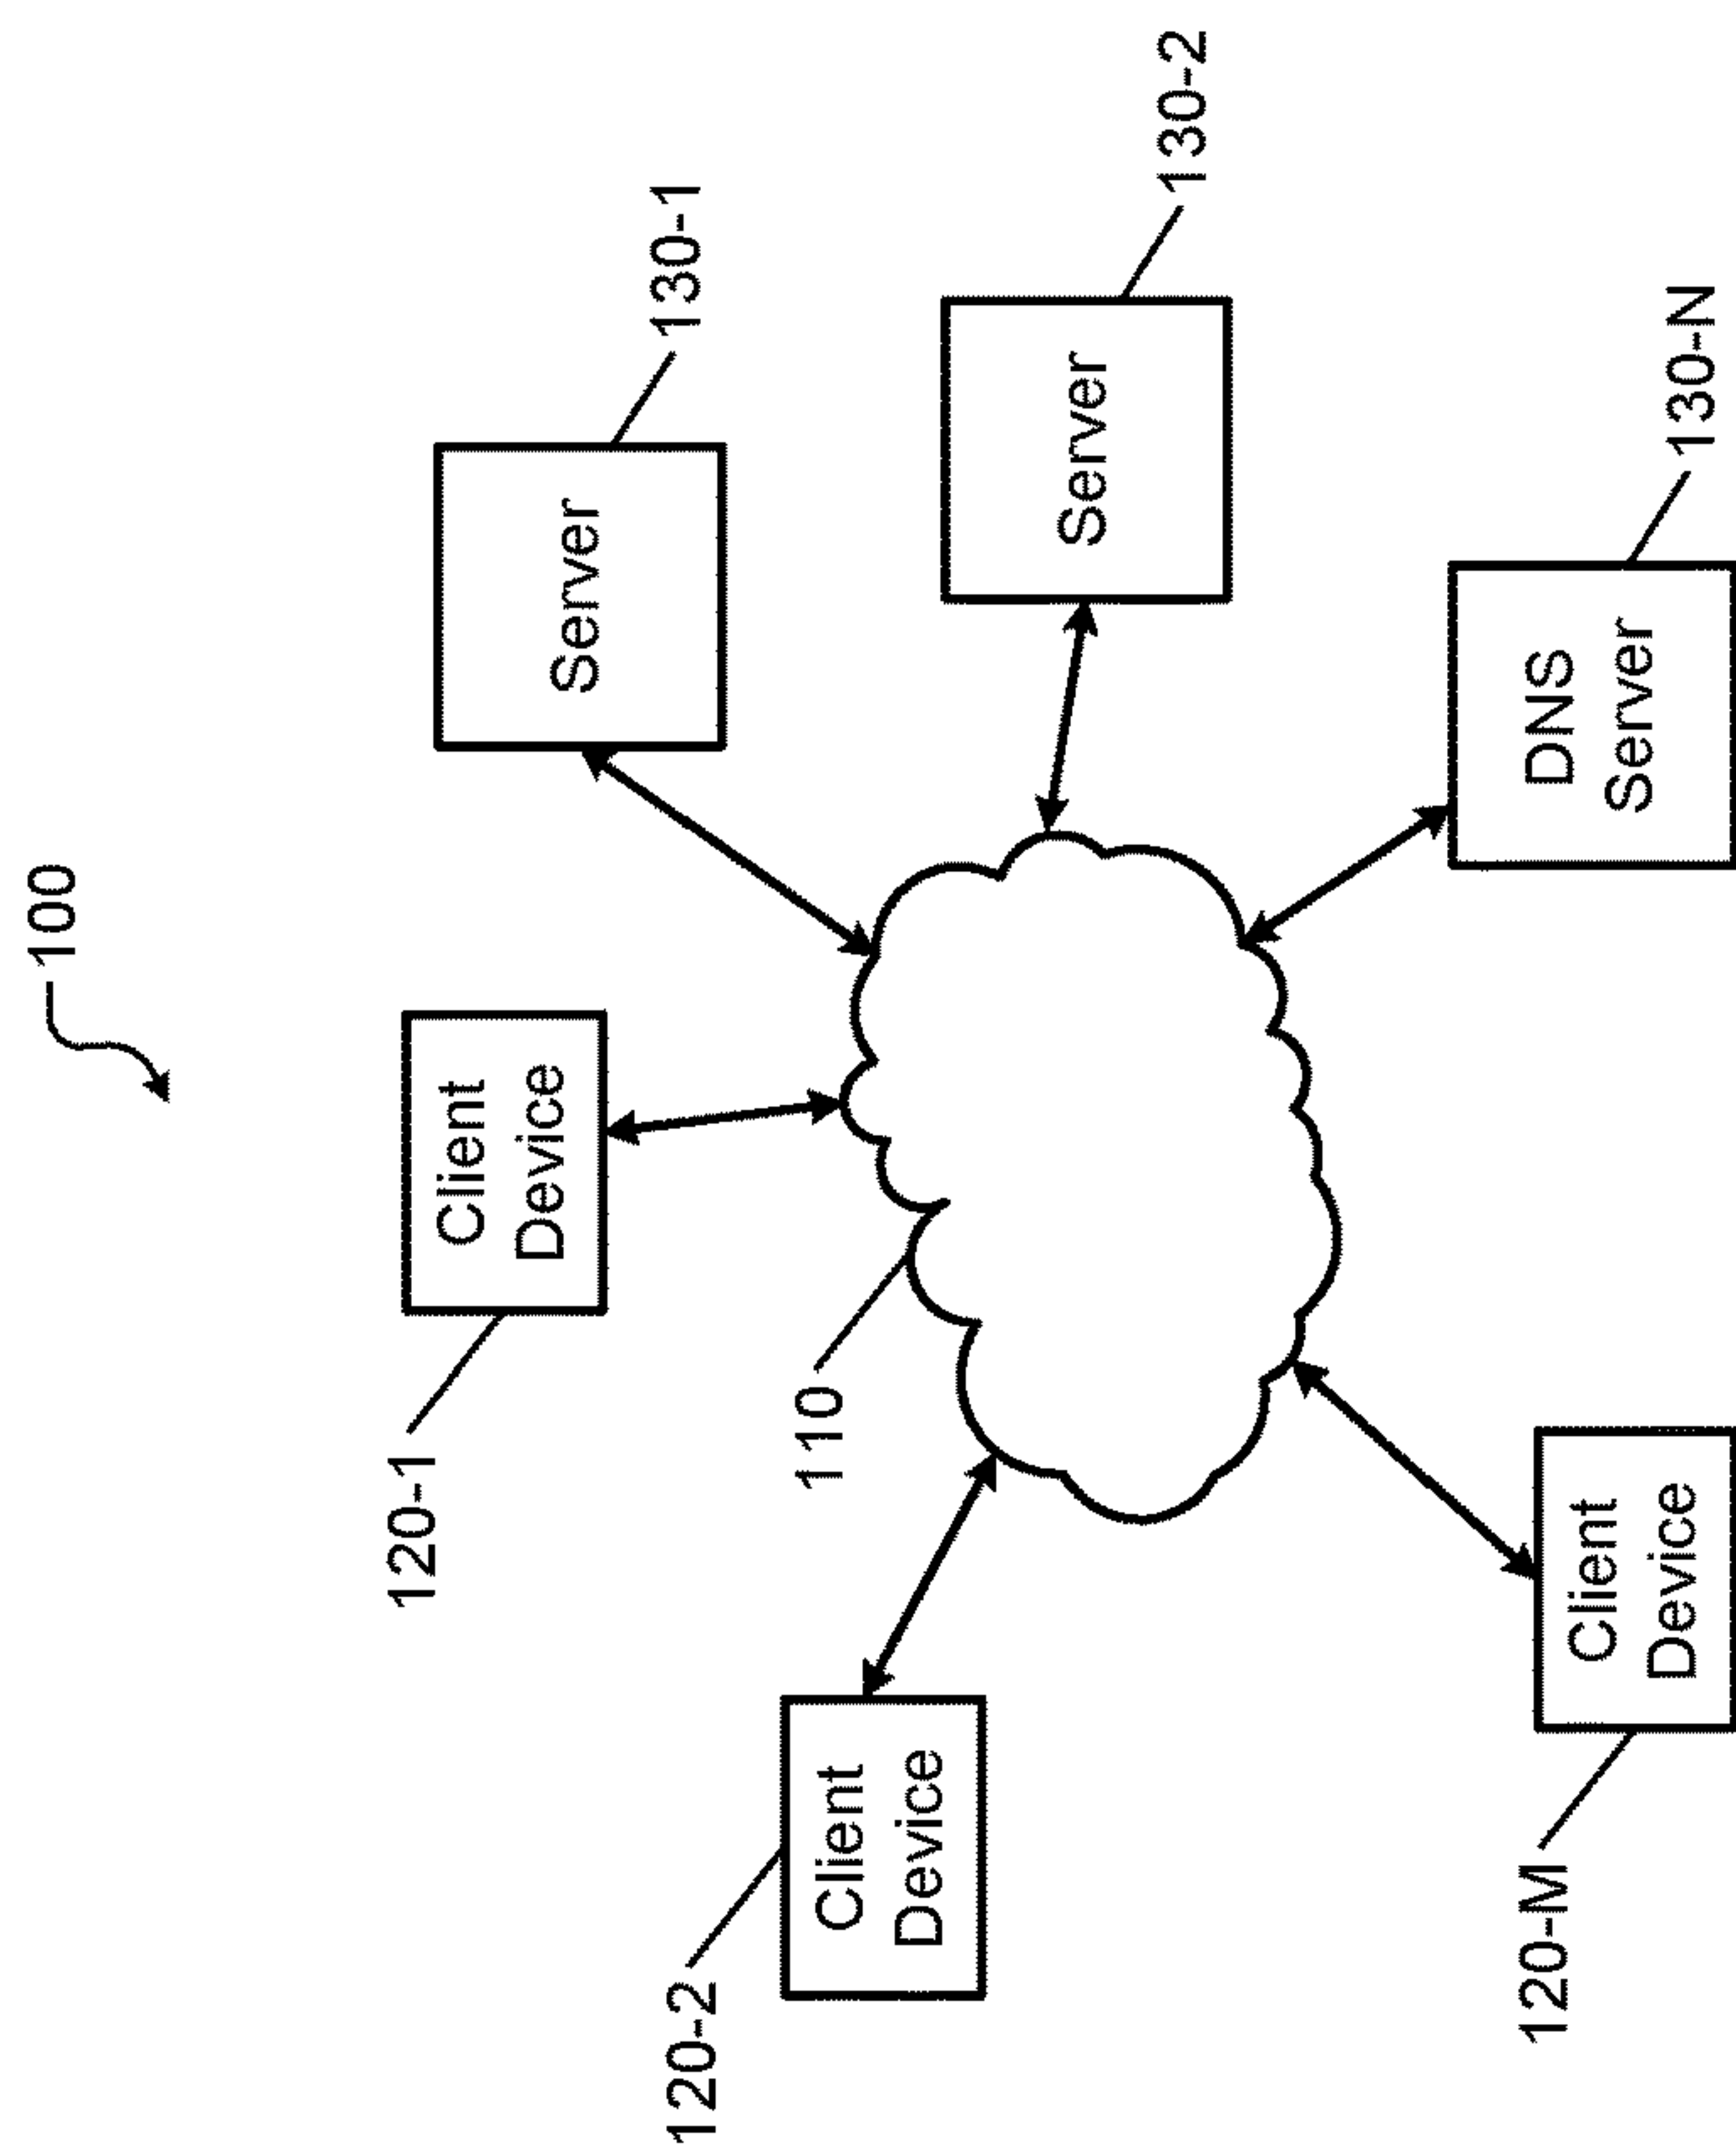 100
120-1
Client
Device
Server
130-1
110
120-2
Client
Device
Server
130-2
120-M
Client
Device
DNS
Server
130-N